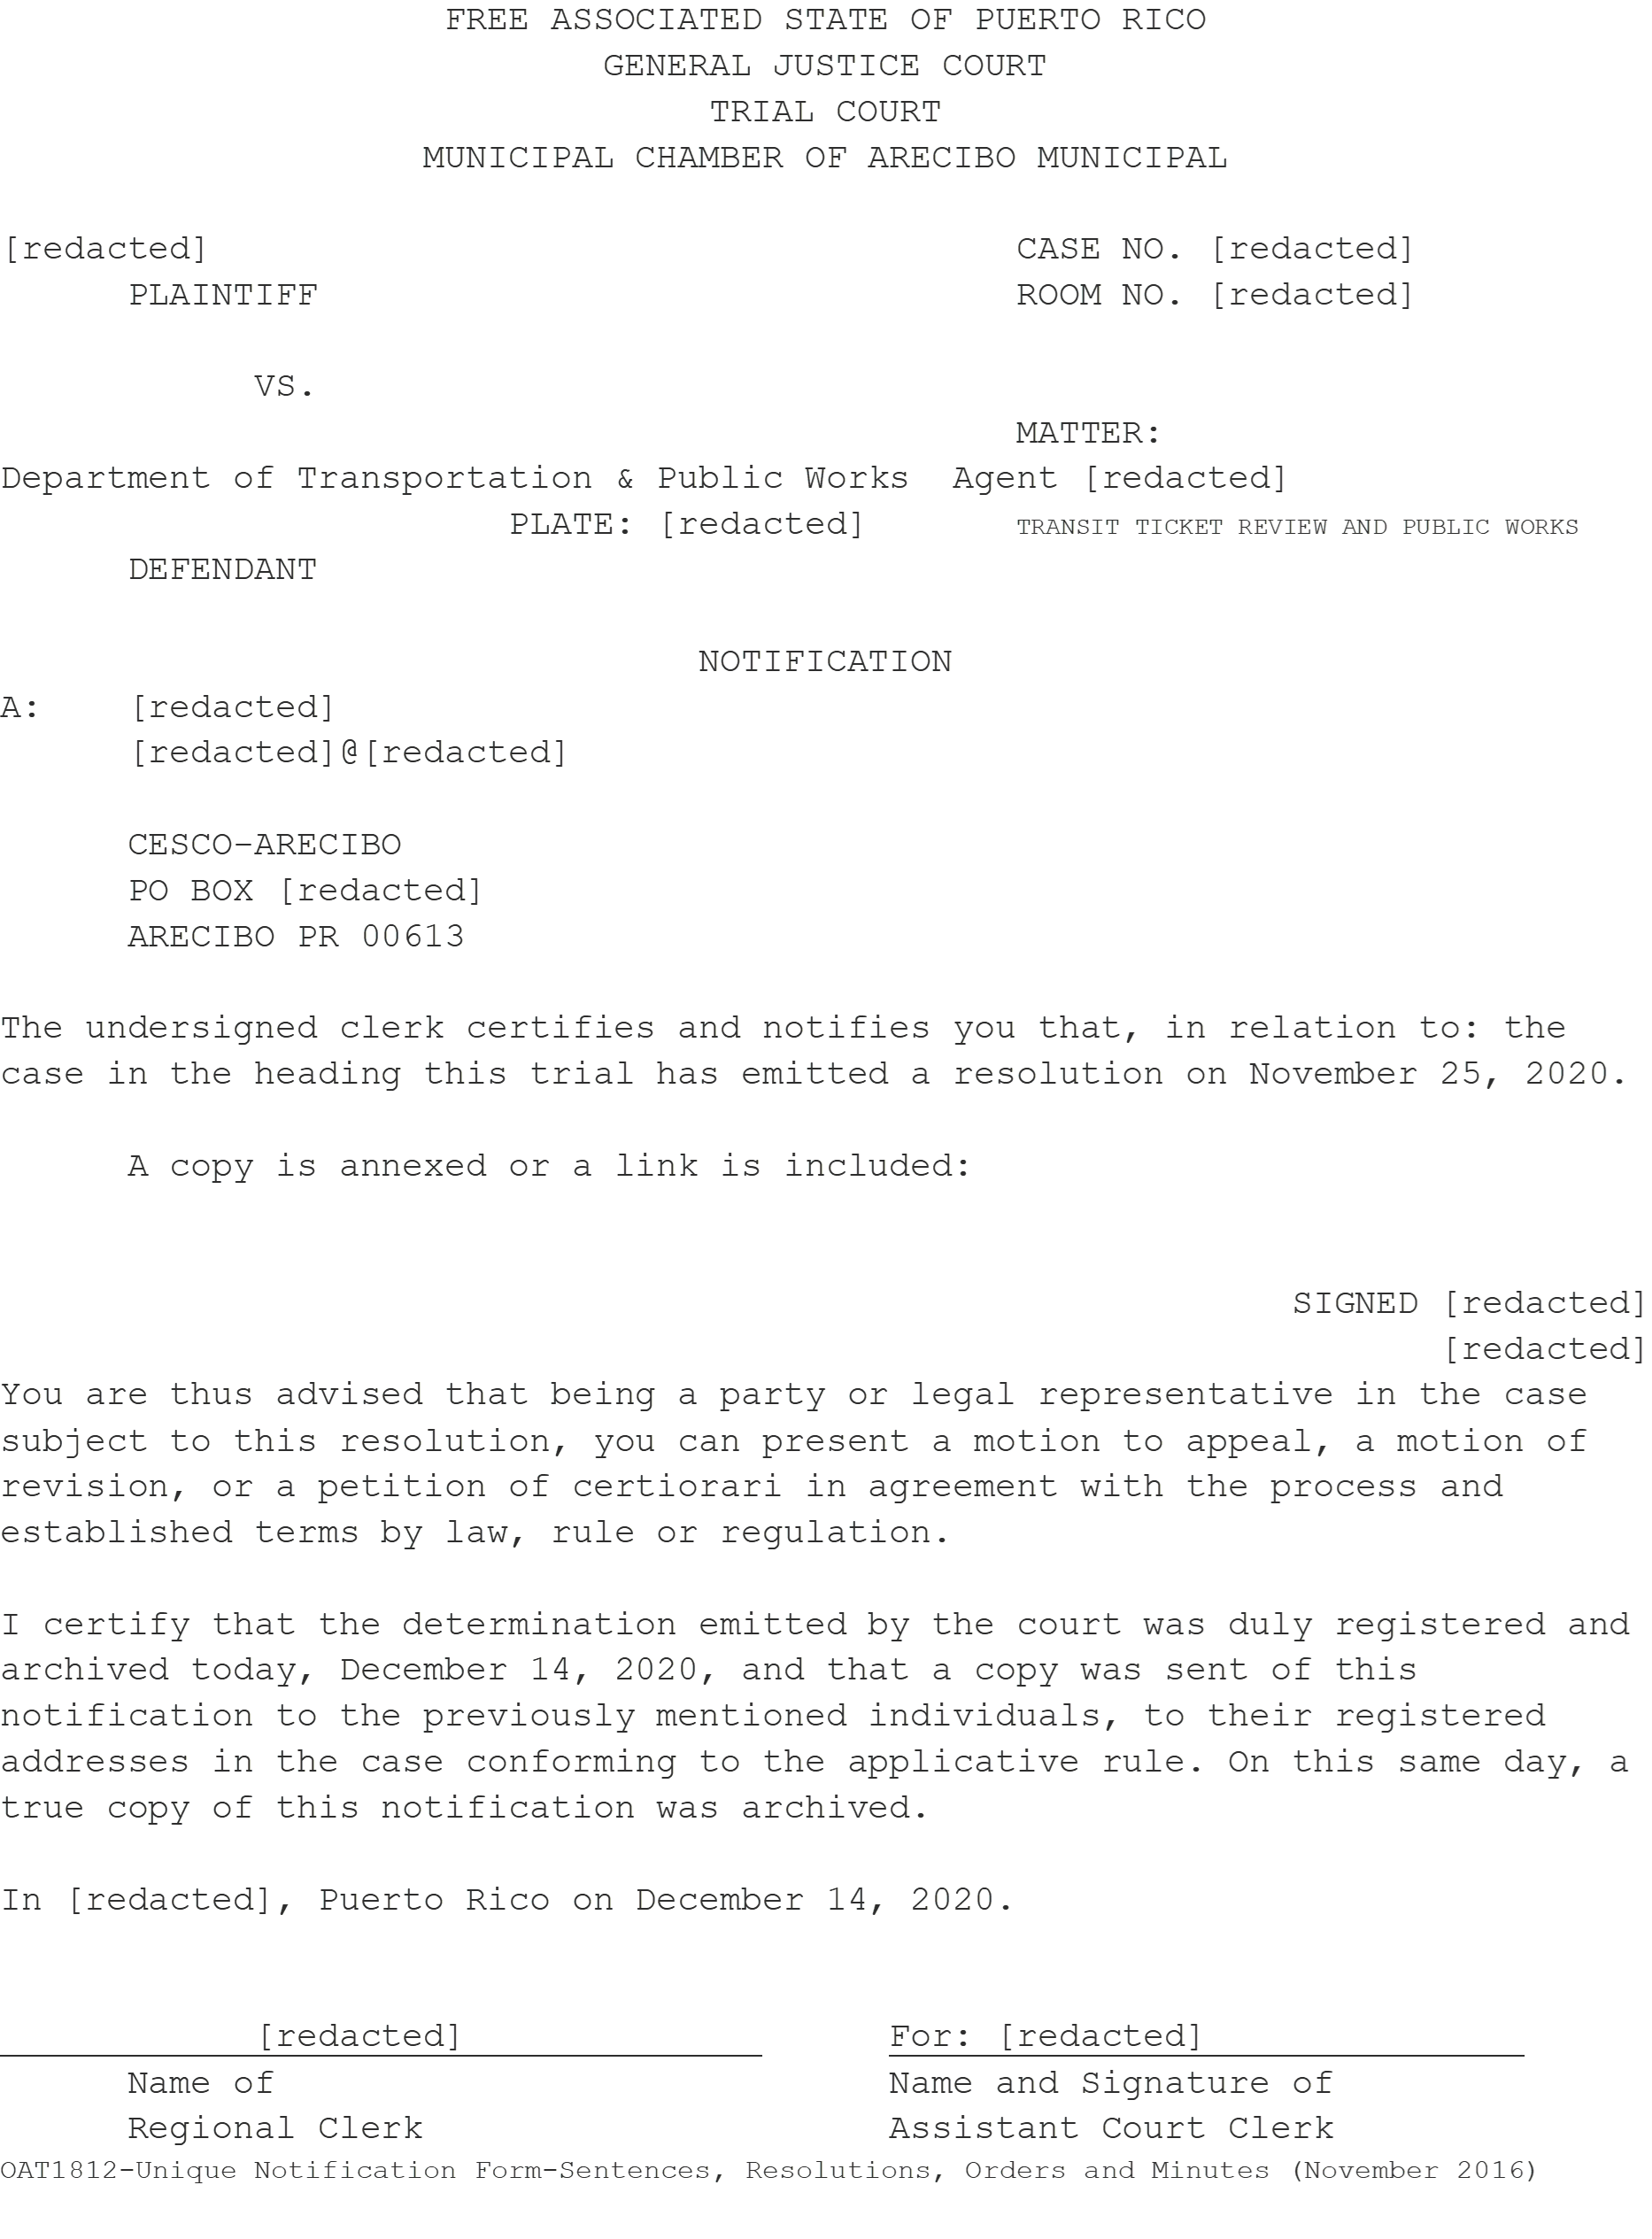 FREE ASSOCIATED STATE OF PUERTO RICO
GENERAL JUSTICE COURT
TRIAL COURT
MUNICIPAL CHAMBER OF ARECIBO MUNICIPAL
[redacted] CASE NO. [redacted]
PLAINTIFF ROOM NO. [redacted]
VS.
MATTER:
Department of Transportation & Public Works Agent [redacted]
PLATE: [redacted] TRANSIT TICKET REVIEW AND PUBLIC WORKS
DEFENDANT
NOTIFICATION
A: [redacted]
[redacted]@[redacted]
CESCO-ARECIBO
PO BOX [redacted]
ARECIBO PR 00613
The undersigned clerk certifies and notifies you that, in relation to: the
case in the heading this trial has emitted a resolution on November 25, 2020.
A copy is annexed or a link is included:
SIGNED [redacted]
[redacted]
You are thus advised that being a party or legal representative in the case
subject to this resolution, you can present a motion to appeal, a motion of
revision, or a petition of certiorari in agreement with the process and
established terms by law, rule or regulation.
I certify that the determination emitted by the court was duly registered and
archived today, December 14, 2020, and that a copy was sent of this
notification to the previously mentioned individuals, to their registered
addresses in the case conforming to the applicative rule. On this same day, a
true copy of this notification was archived.
In [redacted], Puerto Rico on December 14, 2020.
[redacted] For: [redacted]
Name of Name and Signature of
Regional Clerk Assistant Court Clerk
OAT1812-Unique Notification Form-Sentences, Resolutions, Orders and Minutes (November 2016)